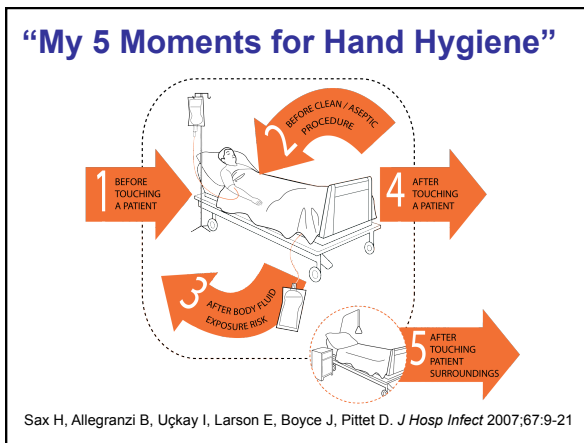 “My 5 Moments for Hand Hygiene”
1
BEFORE
TOUCHING
A PATIENT
2
BEFORE CLEAN / ASEPTIC
PROCEDURE
3
AFTER BODY FLUID
EXPOSURE RISK
4
AFTER
TOUCHING
A PATIENT
5
AFTER
TOUCHING
PATIENT
SURROUNDINGS
Sax H, Allegranzi B, Uçkay I, Larson E, Boyce J, Pittet D. J Hosp Infect 2007;67:9-21